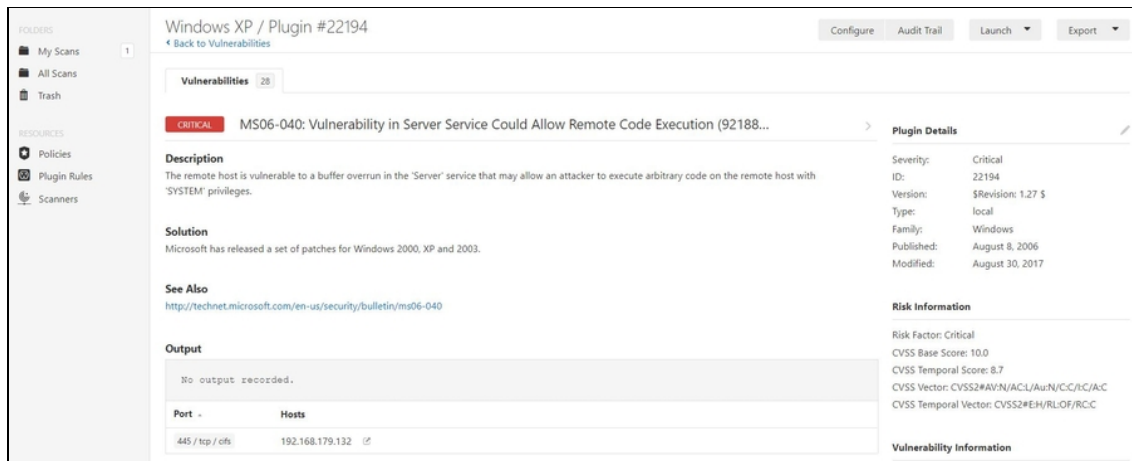 FOLDERS
My Scans 1
All Scans
Trash
RESOURCES
Policies
Plugin Rules
Scanners
Windows XP / Plugin #22194
Back to Vulnerabilities
Configure
Audit Trail
Launch
Export
Vulnerabilities 28
CRITICAL MS06-040: Vulnerability in Server Service Could Allow Remote Code Execution (92188...
Description
The remote host is vulnerable to a buffer overrun in the 'Server' service that may allow an attacker to execute arbitrary code on the remote host with
'SYSTEM' privileges.
Solution
Microsoft has released a set of patches for Windows 2000, XP and 2003.
See Also
http://technet.microsoft.com/en-us/security/bulletin/ms06-040
Output
No output recorded.
Port Hosts
445 / tcp / cifs 192.168.179.132
Plugin Details
Severity: Critical
ID: 22194
Version: $Revision: 1.27 $
Type: local
Family: Windows
Published: August 8, 2006
Modified: August 30, 2017
Risk Information
Risk Factor: Critical
CVSS Base Score: 10.0
CVSS Temporal Score: 8.7
CVSS Vector: CVSS2#AV:N/AC:L/Au:N/C:C/I:C/A:C
CVSS Temporal Vector: CVSS2#E:H/RL:OF/RC:C
Vulnerability Information